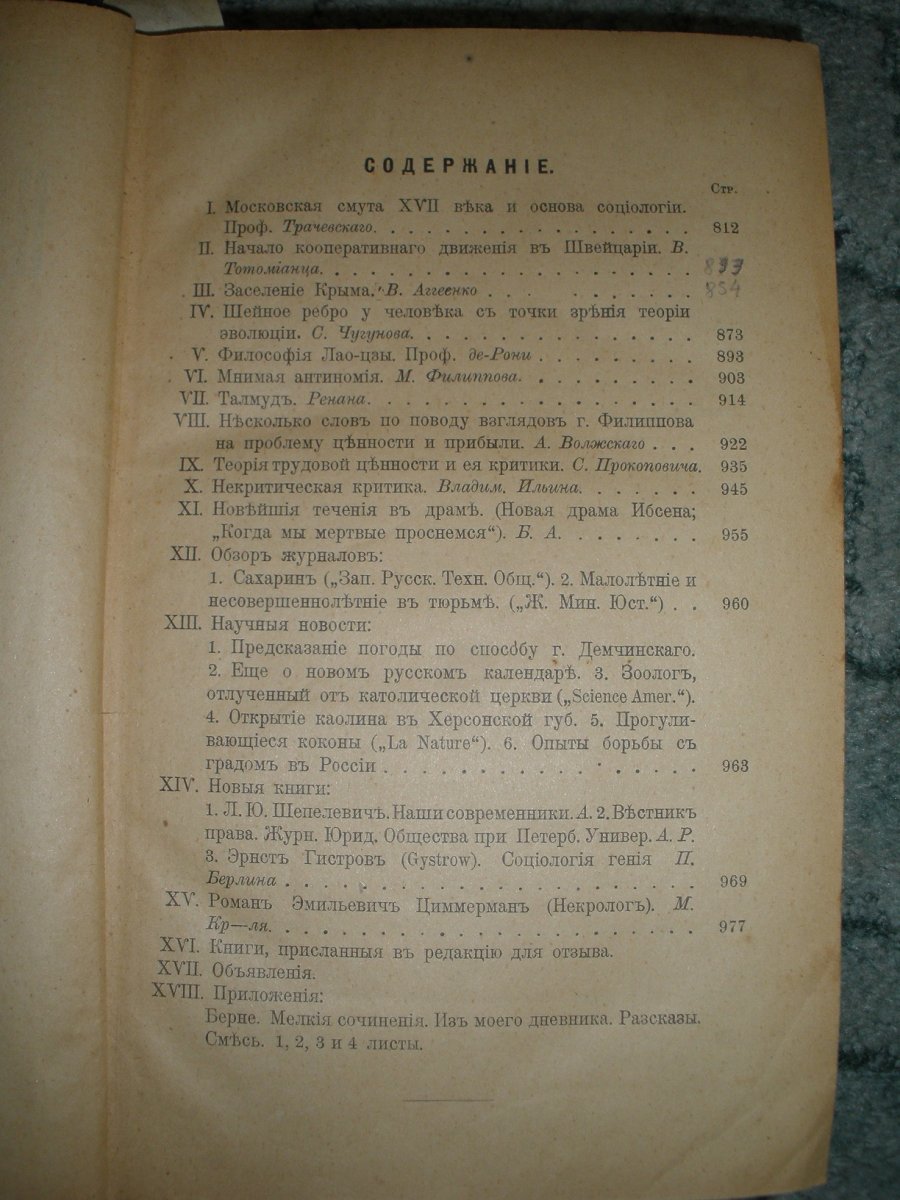 СОДЕРЖАНІЕ.
Стр.
I. Московская смута XVII вѣка и основа соціологіи.
Проф. Трачевскаго. . . . . . . . . . . . . . . . . 812
II. Начало кооперативнаго движенія въ Швейцаріи. В.
Тотоміанца. . . . . . . . . . . . . . . . . . . .
III. Заселеніе Крыма. В. Аггеенко . . . . . . . . . . 854
IV. Шейное ребро у человѣка съ точки зрѣнія теоріи
эволюціи. С. Чугунова. . . . . . . . . . . . . . . 873
V. Философія Лао-цзы. Проф. де-Рони . . . . . . . . . 893
VI. Мнимая антиномія. М. Филиппова. . . . . . . . . . 903
VII. Талмудъ. Ренана. . . . . . . . . . . . . . . . . 914
VIII. Нѣсколько словъ по поводу взглядовъ г. Филиппова
на проблему цѣнности и прибыли. А. Волжскаго . . . 922
IX. Теорія трудовой цѣнности и ея критики. С. Прокоповича. 935
X. Некритическая критика. Владим. Ильина. . . . . . . 945
XI. Новѣйшія теченія въ драмѣ. (Новая драма Ибсена;
„Когда мы мертвые проснемся“). Б. А. . . . . . . . 955
XII. Обзоръ журналовъ:
1. Сахаринъ („Зап. Русск. Техн. Общ.“). 2. Малолѣтніе и
несовершеннолѣтніе въ тюрьмѣ. („Ж. Мин. Юст.“) . . 960
XIII. Научныя новости:
1. Предсказаніе погоды по способу г. Демчинскаго.
2. Еще о новомъ русскомъ календарѣ. 3. Зоологъ,
отлученный отъ католической церкви („Science Amer.“).
4. Открытіе каолина въ Херсонской губ. 5. Прогули-
вающіеся коконы („La Nature“). 6. Опыты борьбы съ
градомъ въ Россіи . . . . . . . . . . . . . . . . 963
XIV. Новыя книги:
1. Л. Ю. Шепелевичъ. Наши современники. А. 2. Вѣстникъ
права. Журн. Юрид. Общества при Петерб. Универ. А. Р.
3. Эрнстъ Гистровъ (Gystrow). Соціологія генія П.
Берлина . . . . . . . . . . . . . . . . . . . . . 969
XV. Романъ Эмильевичъ Циммерманъ (Некрологъ). М.
Кр—ля. . . . . . . . . . . . . . . . . . . . . . . 977
XVI. Книги, присланныя въ редакцію для отзыва.
XVII. Объявленія.
XVIII. Приложенія:
Берне. Мелкія сочиненія. Изъ моего дневника. Разсказы.
Смѣсь. 1, 2, 3 и 4 листы.